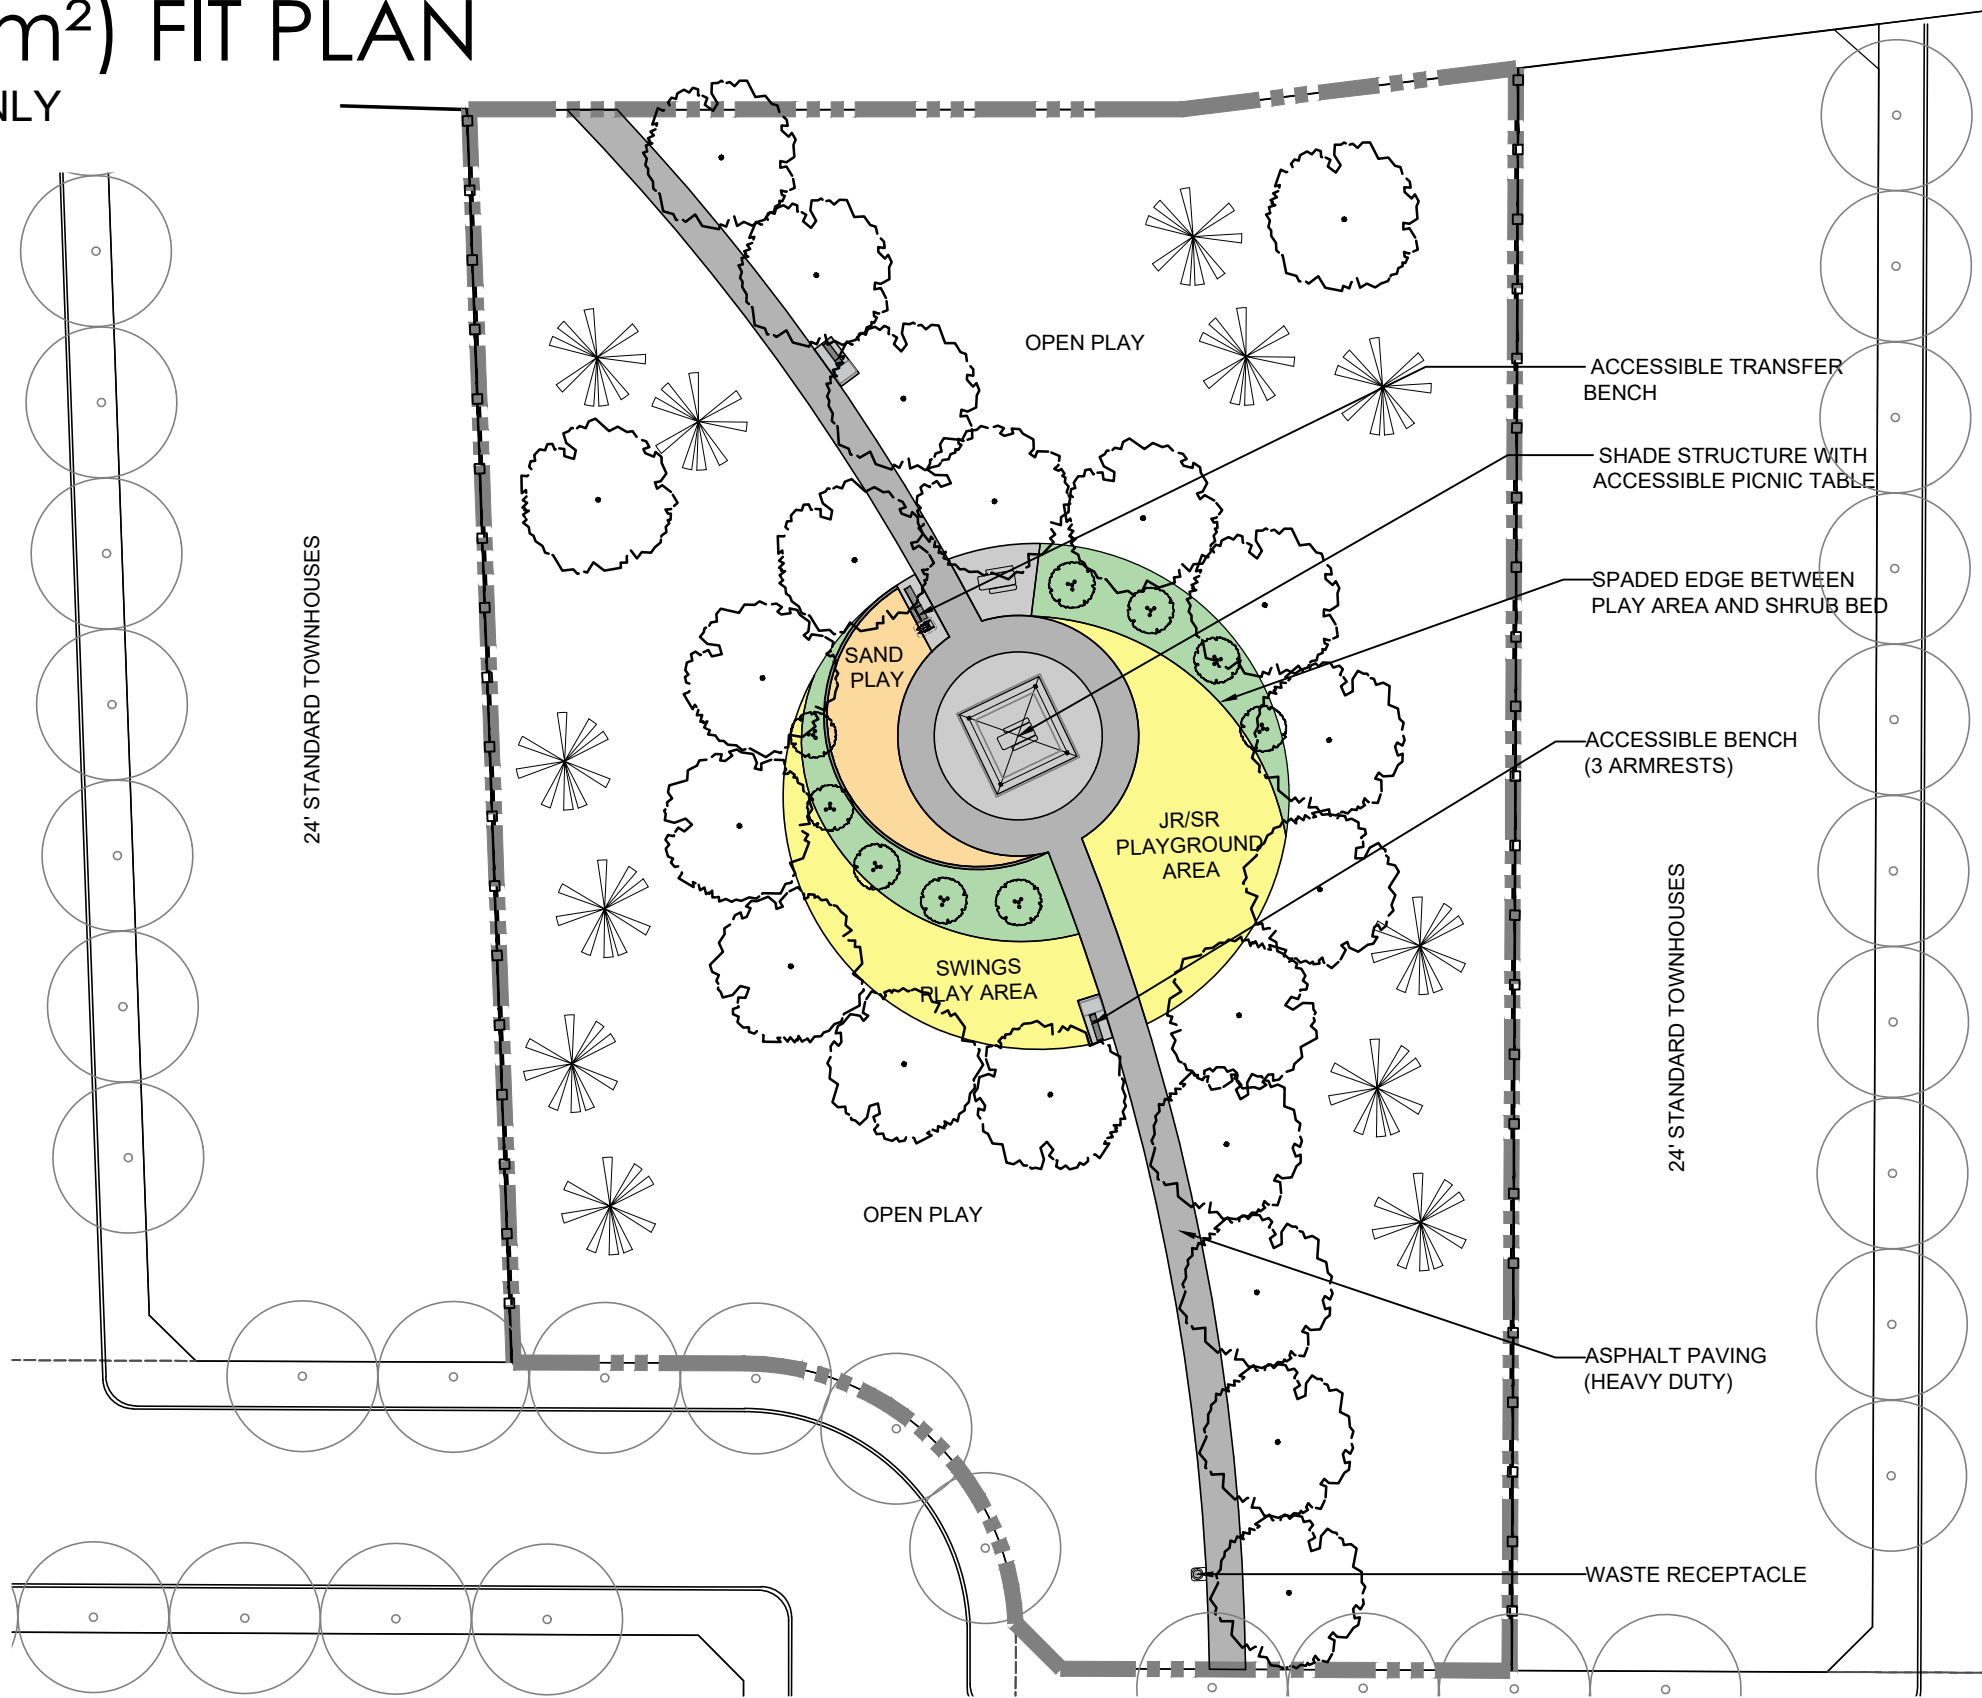 m²) FIT PLAN
NLY
OPEN PLAY
ACCESSIBLE TRANSFER
BENCH
SHADE STRUCTURE WITH
ACCESSIBLE PICNIC TABLE
SPADED EDGE BETWEEN
PLAY AREA AND SHRUB BED
24' STANDARD TOWNHOUSES
SAND
PLAY
ACCESSIBLE BENCH
(3 ARMRESTS)
JR/SR
PLAYGROUND
AREA
SWINGS
PLAY AREA
24' STANDARD TOWNHOUSES
OPEN PLAY
ASPHALT PAVING
(HEAVY DUTY)
WASTE RECEPTACLE